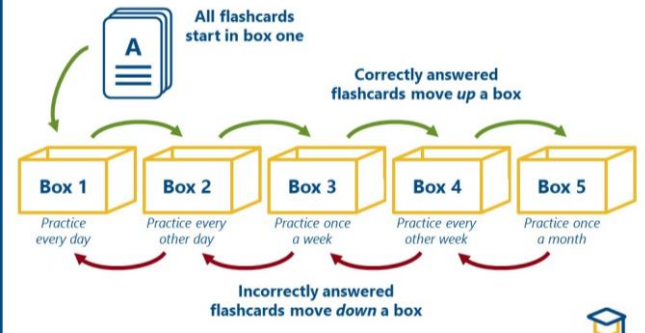 All flashcards
start in box one
A
Correctly answered
flashcards move up a box
Box 1
Box 2
Box 3
Box 4
Box 5
Practice
every day
Practice every
other day
Practice once
a week
Practice every
other week
Practice once
a month
Incorrectly answered
flashcards move down a box